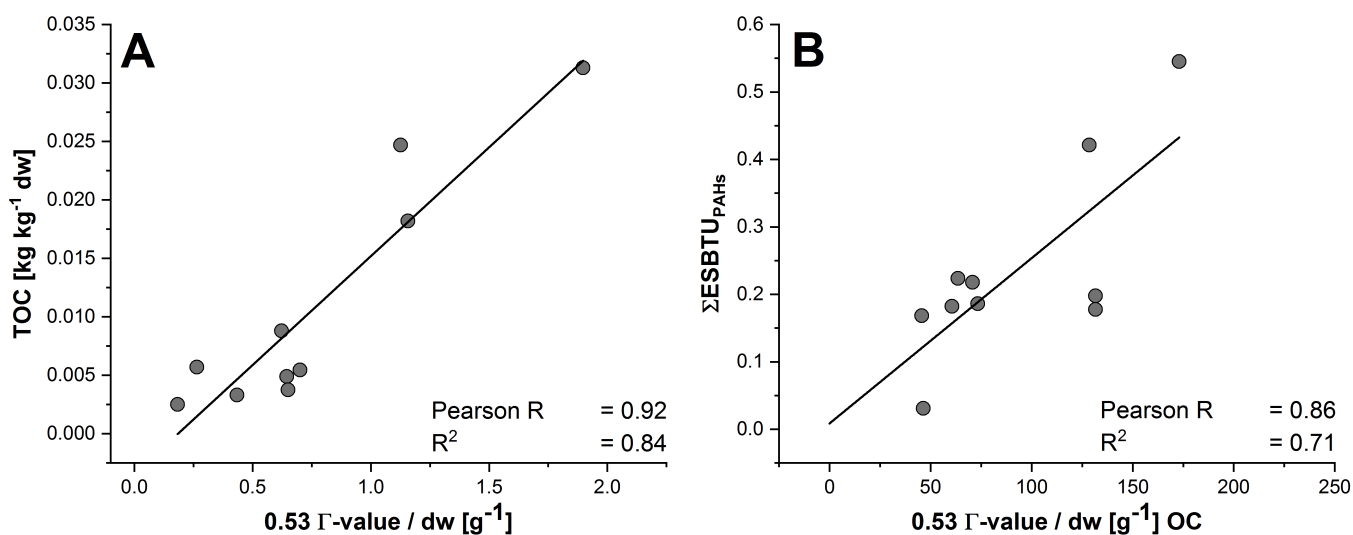 A
0.035
0.030
0.025
0.020
0.015
0.010
0.005
0.000
TOC [kg kg⁻¹ dw]
0.0 0.5 1.0 1.5 2.0
0.53 Γ-value / dw [g⁻¹]
Pearson R = 0.92
R² = 0.84
B
0.6
0.5
0.4
0.3
0.2
0.1
0.0
ΣESBTU_PAHs
0 50 100 150 200 250
0.53 Γ-value / dw [g⁻¹] OC
Pearson R = 0.86
R² = 0.71